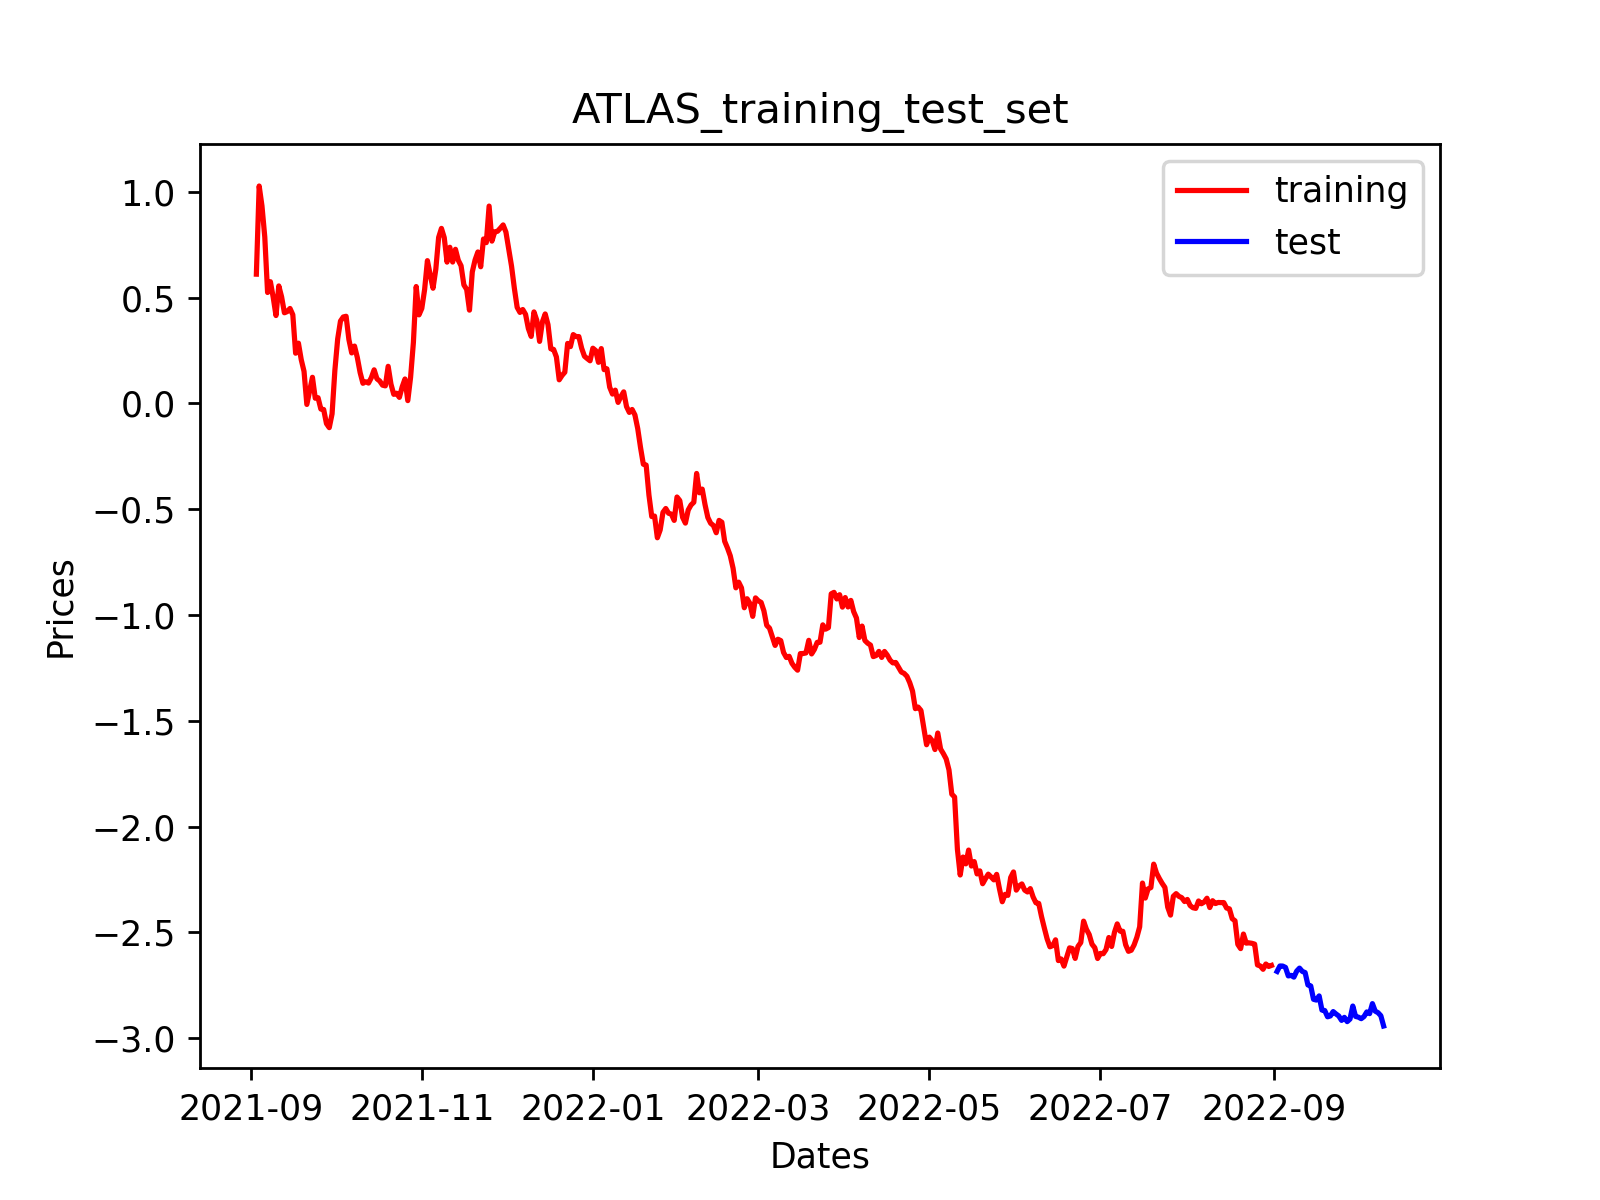 ATLAS_training_test_set
training
test
1.0
0.5
0.0
−0.5
−1.0
−1.5
−2.0
−2.5
−3.0
Prices
2021-09 2021-11 2022-01 2022-03 2022-05 2022-07 2022-09
Dates